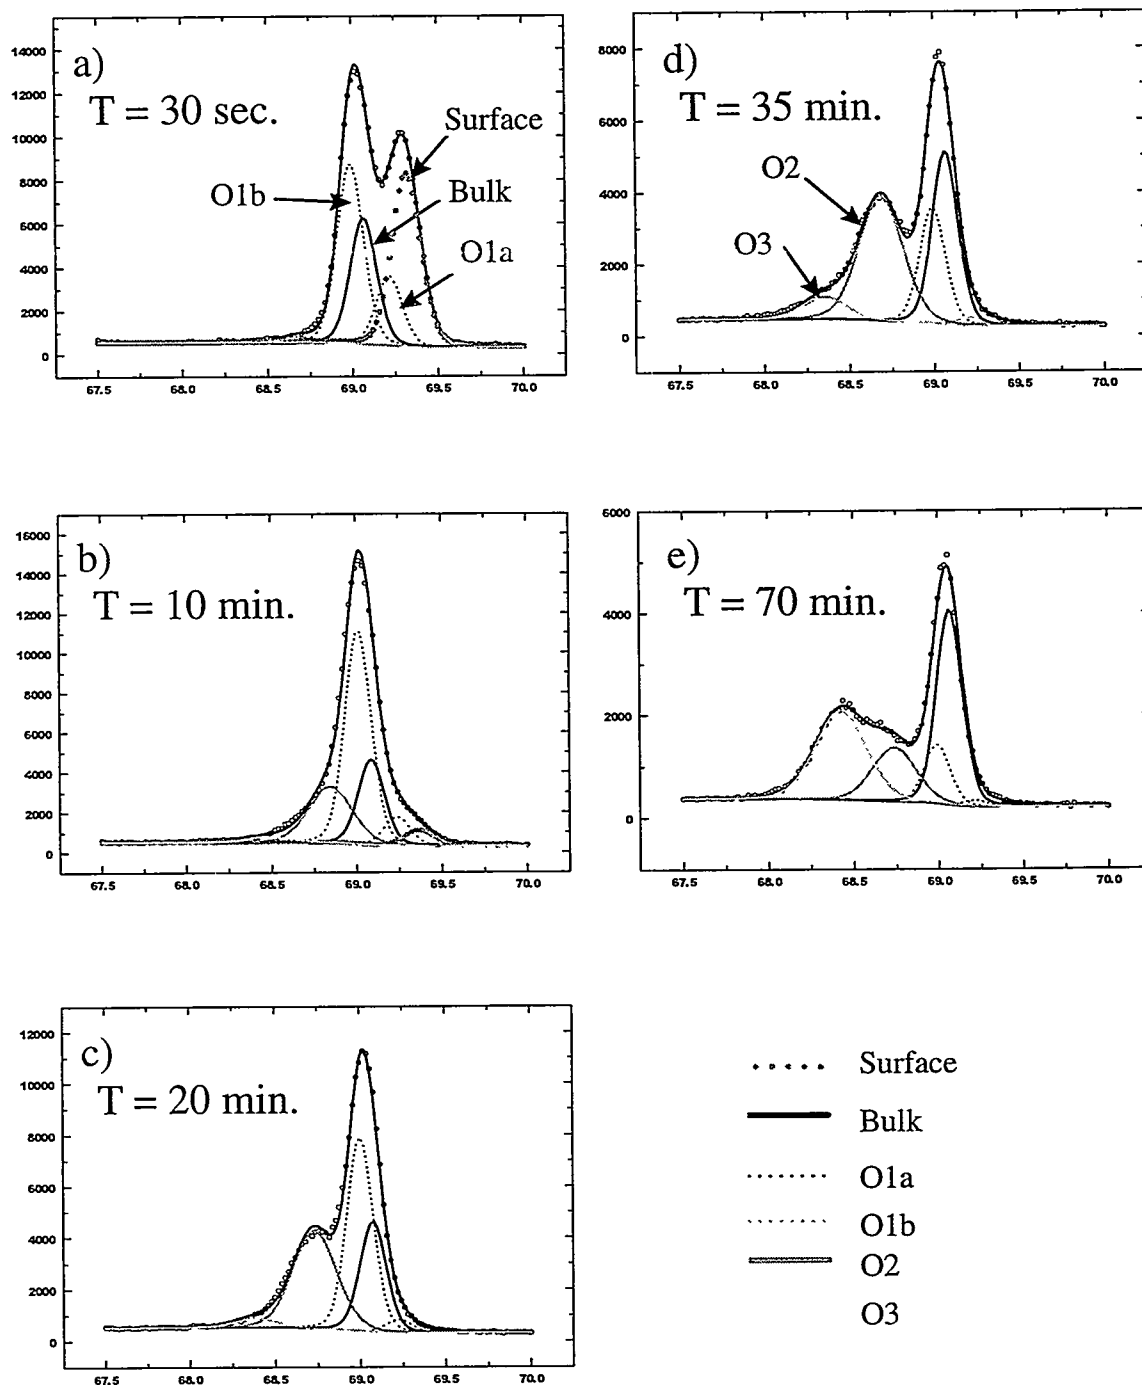 a)
T = 30 sec.
Surface
O1b
Bulk
O1a
14000
12000
10000
8000
6000
4000
2000
0
67.5 68.0 68.5 69.0 69.5 70.0
d)
T = 35 min.
O2
O3
8000
6000
4000
2000
0
67.5 68.0 68.5 69.0 69.5 70.0
b)
T = 10 min.
16000
14000
12000
10000
8000
6000
4000
2000
0
67.5 68.0 68.5 69.0 69.5 70.0
e)
T = 70 min.
6000
4000
2000
0
67.5 68.0 68.5 69.0 69.5 70.0
c)
T = 20 min.
12000
10000
8000
6000
4000
2000
0
67.5 68.0 68.5 69.0 69.5 70.0
Surface
Bulk
O1a
O1b
O2
O3